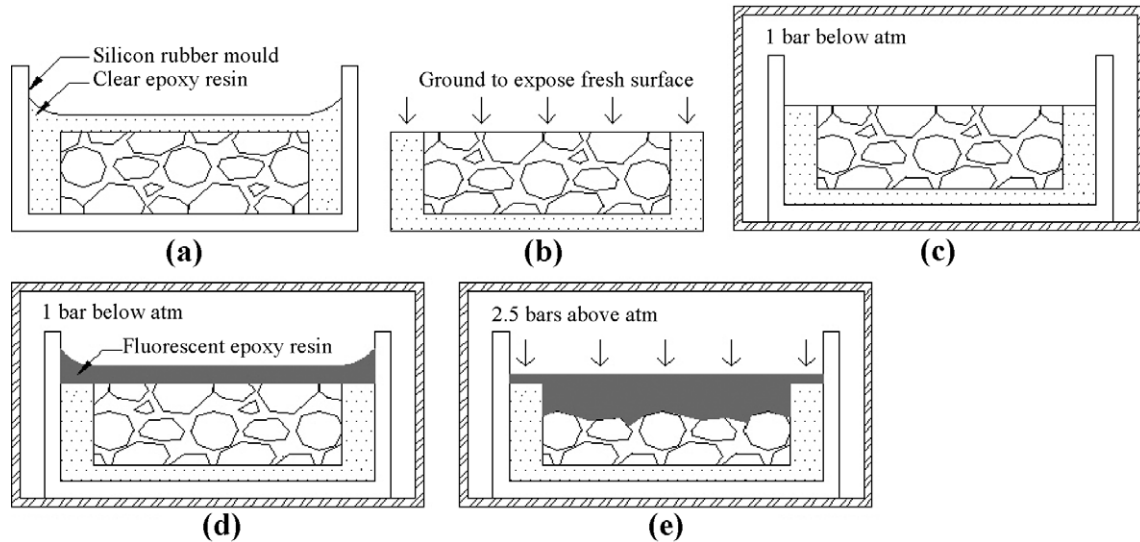 Silicon rubber mould
Clear epoxy resin
(a)
Ground to expose fresh surface
(b)
1 bar below atm
(c)
1 bar below atm
Fluorescent epoxy resin
(d)
2.5 bars above atm
(e)